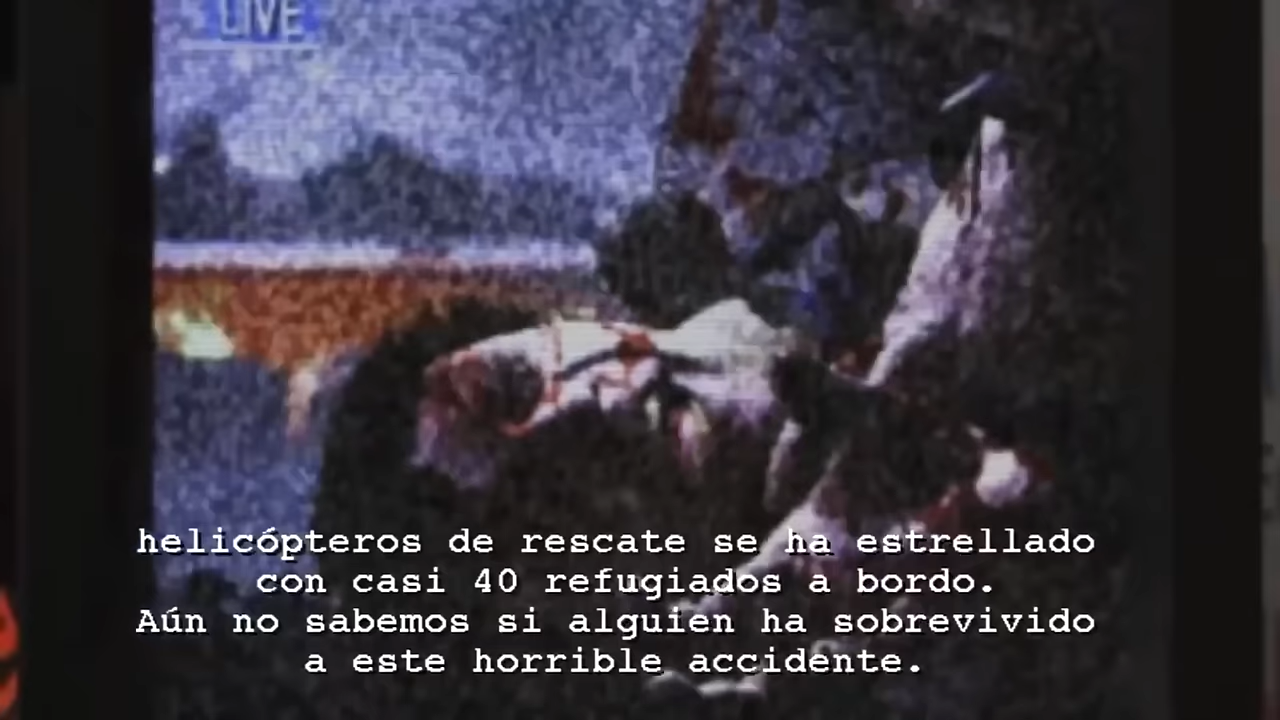 LIVE
helicópteros de rescate se ha estrellado
con casi 40 refugiados a bordo.
Aún no sabemos si alguien ha sobrevivido
a este horrible accidente.